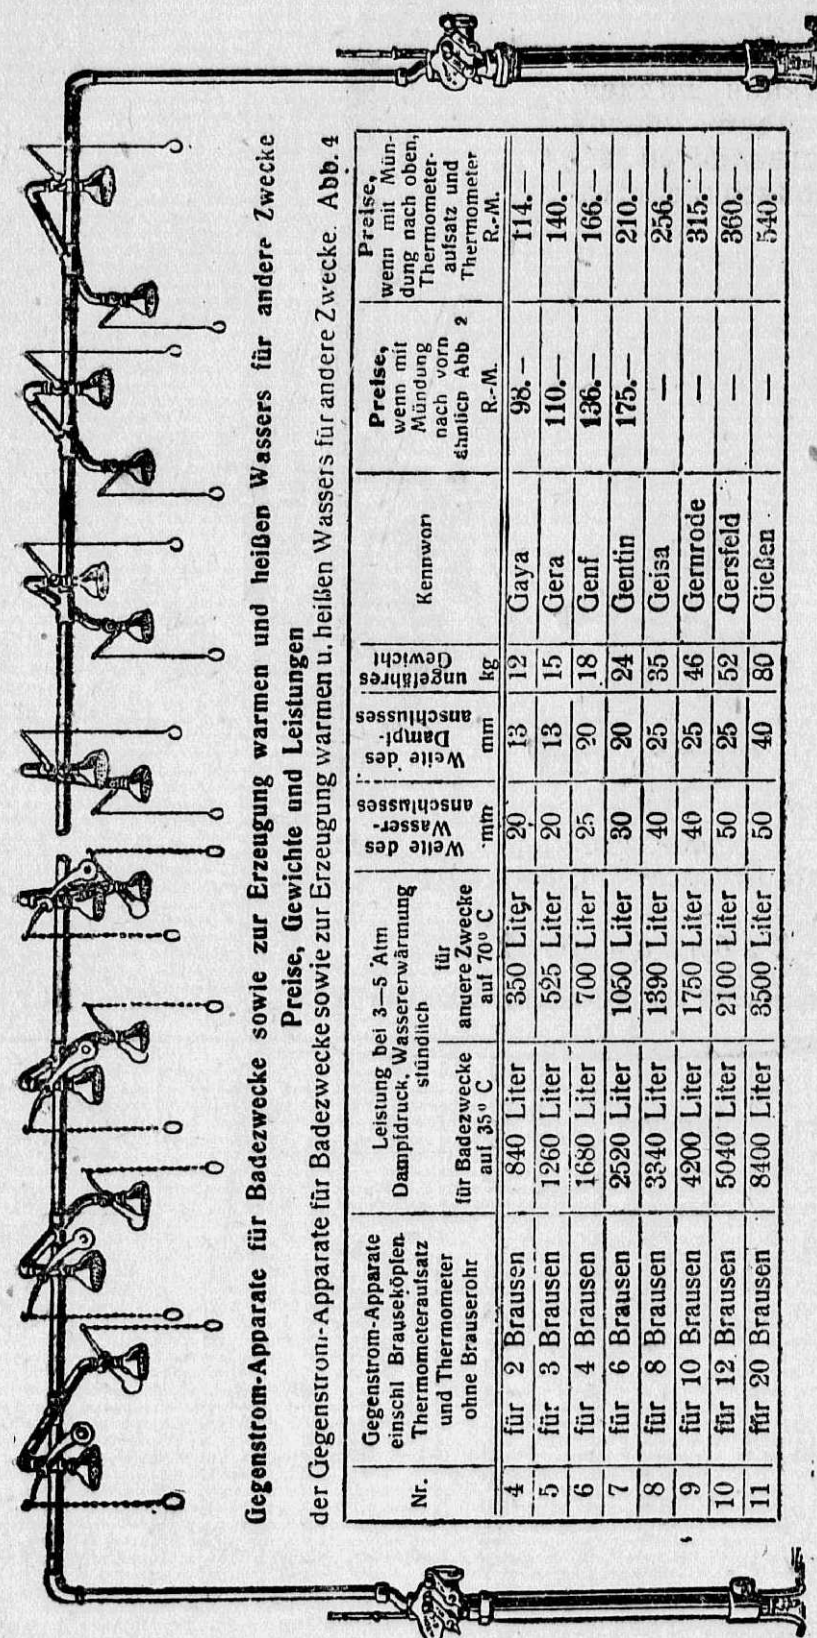 Gegenstrom-Apparate für Badezwecke sowie zur Erzeugung warmen und heißen Wassers für andere Zwecke
Preise, Gewichte und Leistungen
der Gegenstrom-Apparate für Badezwecke sowie zur Erzeugung warmen u. heißen Wassers für andere Zwecke. Abb. 4
Nr.
Gegenstrom-Apparate
einschl Brauseköpfen
Thermometeraufsatz
und Thermometer
ohne Brauserohr
Leistung bei 3—5 Atm
Dampfdruck, Wassererwärmung
stündlich
für Badezwecke
auf 35° C
für
andere Zwecke
auf 70° C
Weite des
Wasser-
anschlusses
mm
Weite des
Dampf-
anschlusses
mm
ungefähres
Gewicht
kg
Kennwort
Preise,
wenn mit
Mündung
nach vorn
ähnlich Abb 2
R.-M.
Preise,
wenn mit Mün-
dung nach oben,
Thermometer-
aufsatz und
Thermometer
R.-M.
4 für 2 Brausen 840 Liter 350 Liter 20 13 12 Gaya 98.— 114.—
5 für 3 Brausen 1260 Liter 525 Liter 20 13 15 Gera 110.— 140.—
6 für 4 Brausen 1680 Liter 700 Liter 25 20 18 Genf 136.— 166.—
7 für 6 Brausen 2520 Liter 1050 Liter 30 20 24 Gentin 175.— 210.—
8 für 8 Brausen 3340 Liter 1390 Liter 40 25 35 Geisa — 256.—
9 für 10 Brausen 4200 Liter 1750 Liter 40 25 46 Gernrode — 315.—
10 für 12 Brausen 5040 Liter 2100 Liter 50 25 52 Gersfeld — 360.—
11 für 20 Brausen 8400 Liter 3500 Liter 50 40 80 Gießen — 540.—